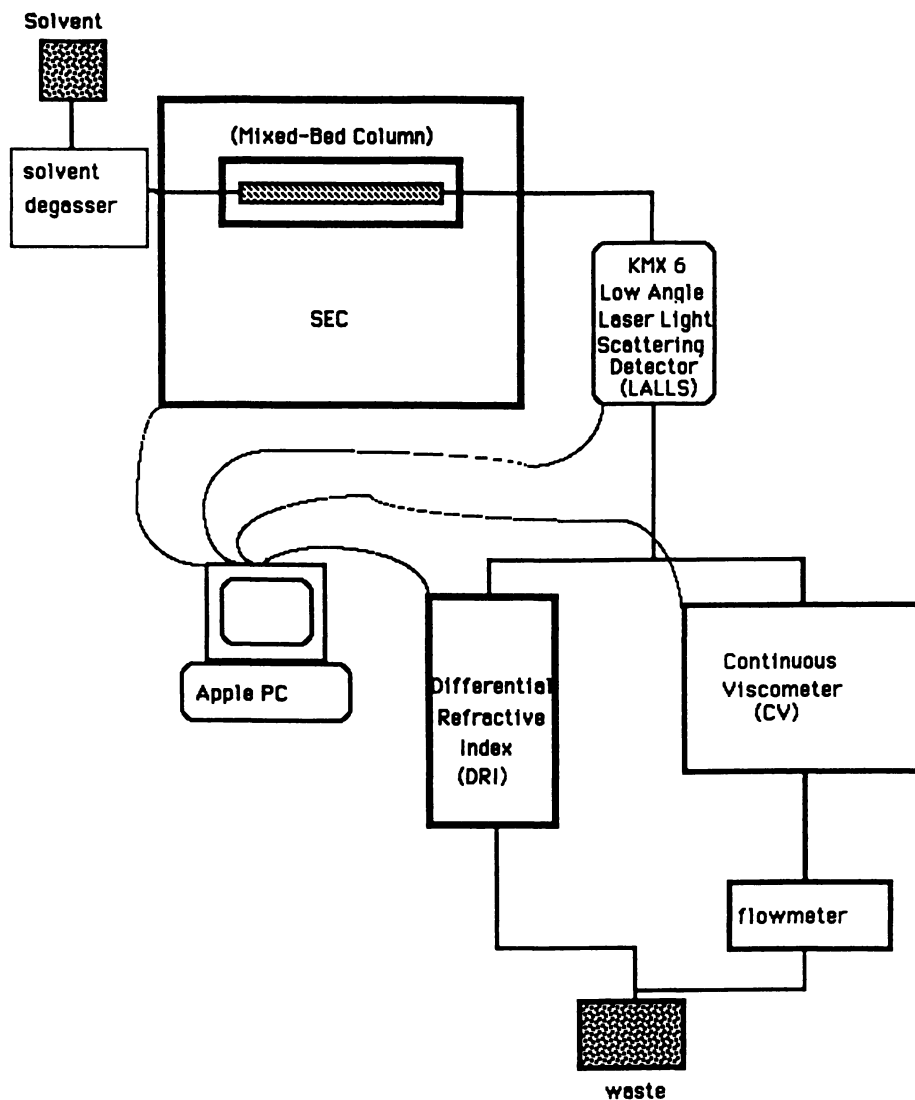 Solvent
solvent
degasser
(Mixed-Bed Column)
SEC
KMX 6
Low Angle
Laser Light
Scattering
Detector
(LALLS)
Apple PC
Differential
Refractive
Index
(DRI)
Continuous
Viscometer
(CV)
flowmeter
waste